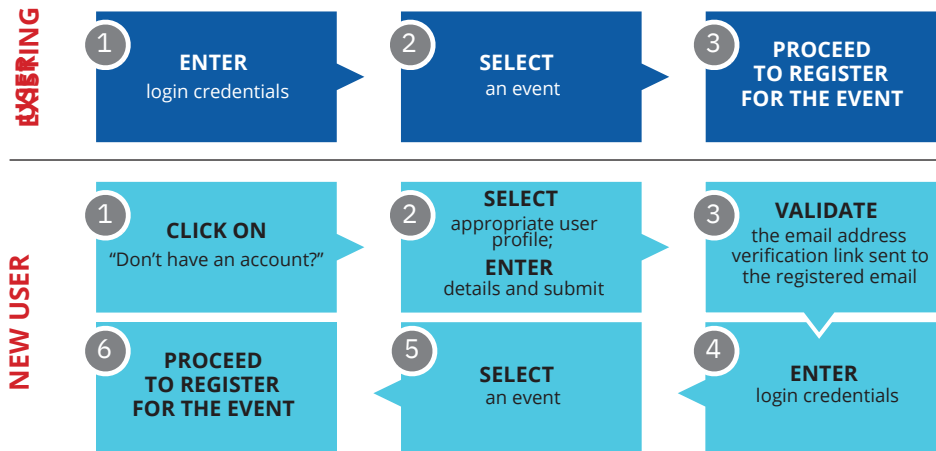 EXISTING
USER
1
ENTER
login credentials
2
SELECT
an event
3
PROCEED
TO REGISTER
FOR THE EVENT
NEW USER
1
CLICK ON
“Don’t have an account?”
2
SELECT
appropriate user
profile;
ENTER
details and submit
3
VALIDATE
the email address
verification link sent to
the registered email
4
ENTER
login credentials
5
SELECT
an event
6
PROCEED
TO REGISTER
FOR THE EVENT